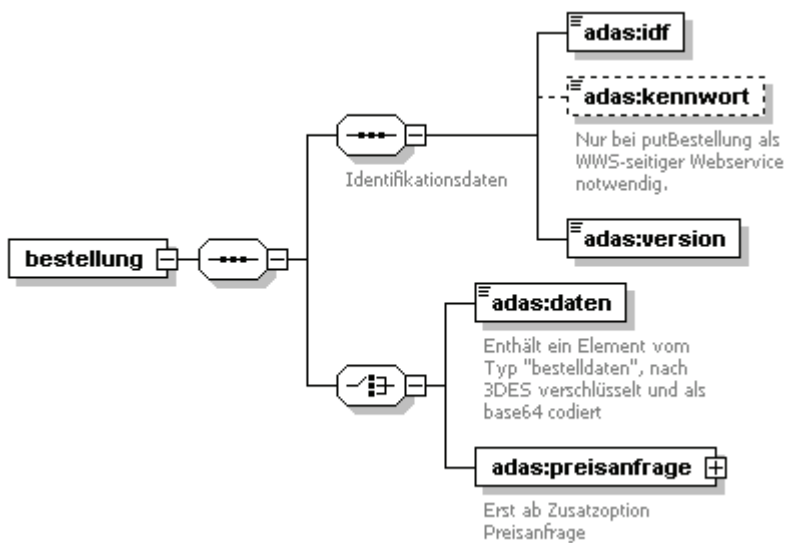 adas:idf
adas:kennwort
Nur bei putBestellung als
WWS-seitiger Webservice
notwendig.
Identifikationsdaten
adas:version
bestellung
adas:daten
Enthält ein Element vom
Typ "bestelldaten", nach
3DES verschlüsselt und als
base64 codiert
adas:preisanfrage
Erst ab Zusatzoption
Preisanfrage